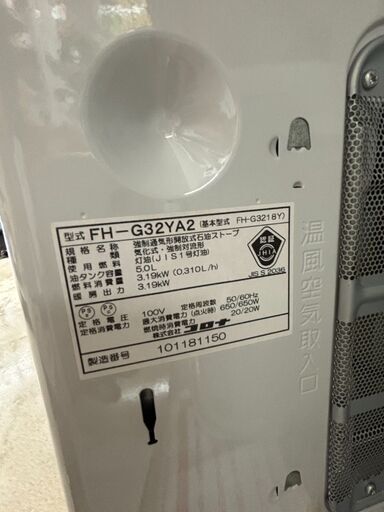 型式 FH-G32YA2 (基本型式 FH-G3218Y)
規格名称 強制通気形開放式石油ストーブ
気化式・強制対流形
使用燃料 灯油(JIS1号灯油)
油タンク容量 5.0L
燃料消費量 3.19kW (0.310L/h)
暖房出力 3.19kW
認証
JHIA
JIS S 2036
PS E
PS C
定格電圧 100V 定格周波数 50/60Hz
定格消費電力 最大消費電力 (点火時) 650/650W
燃焼時消費電力 20/20W
株式会社 コロナ
製造番号 101181150
温風空気取入口